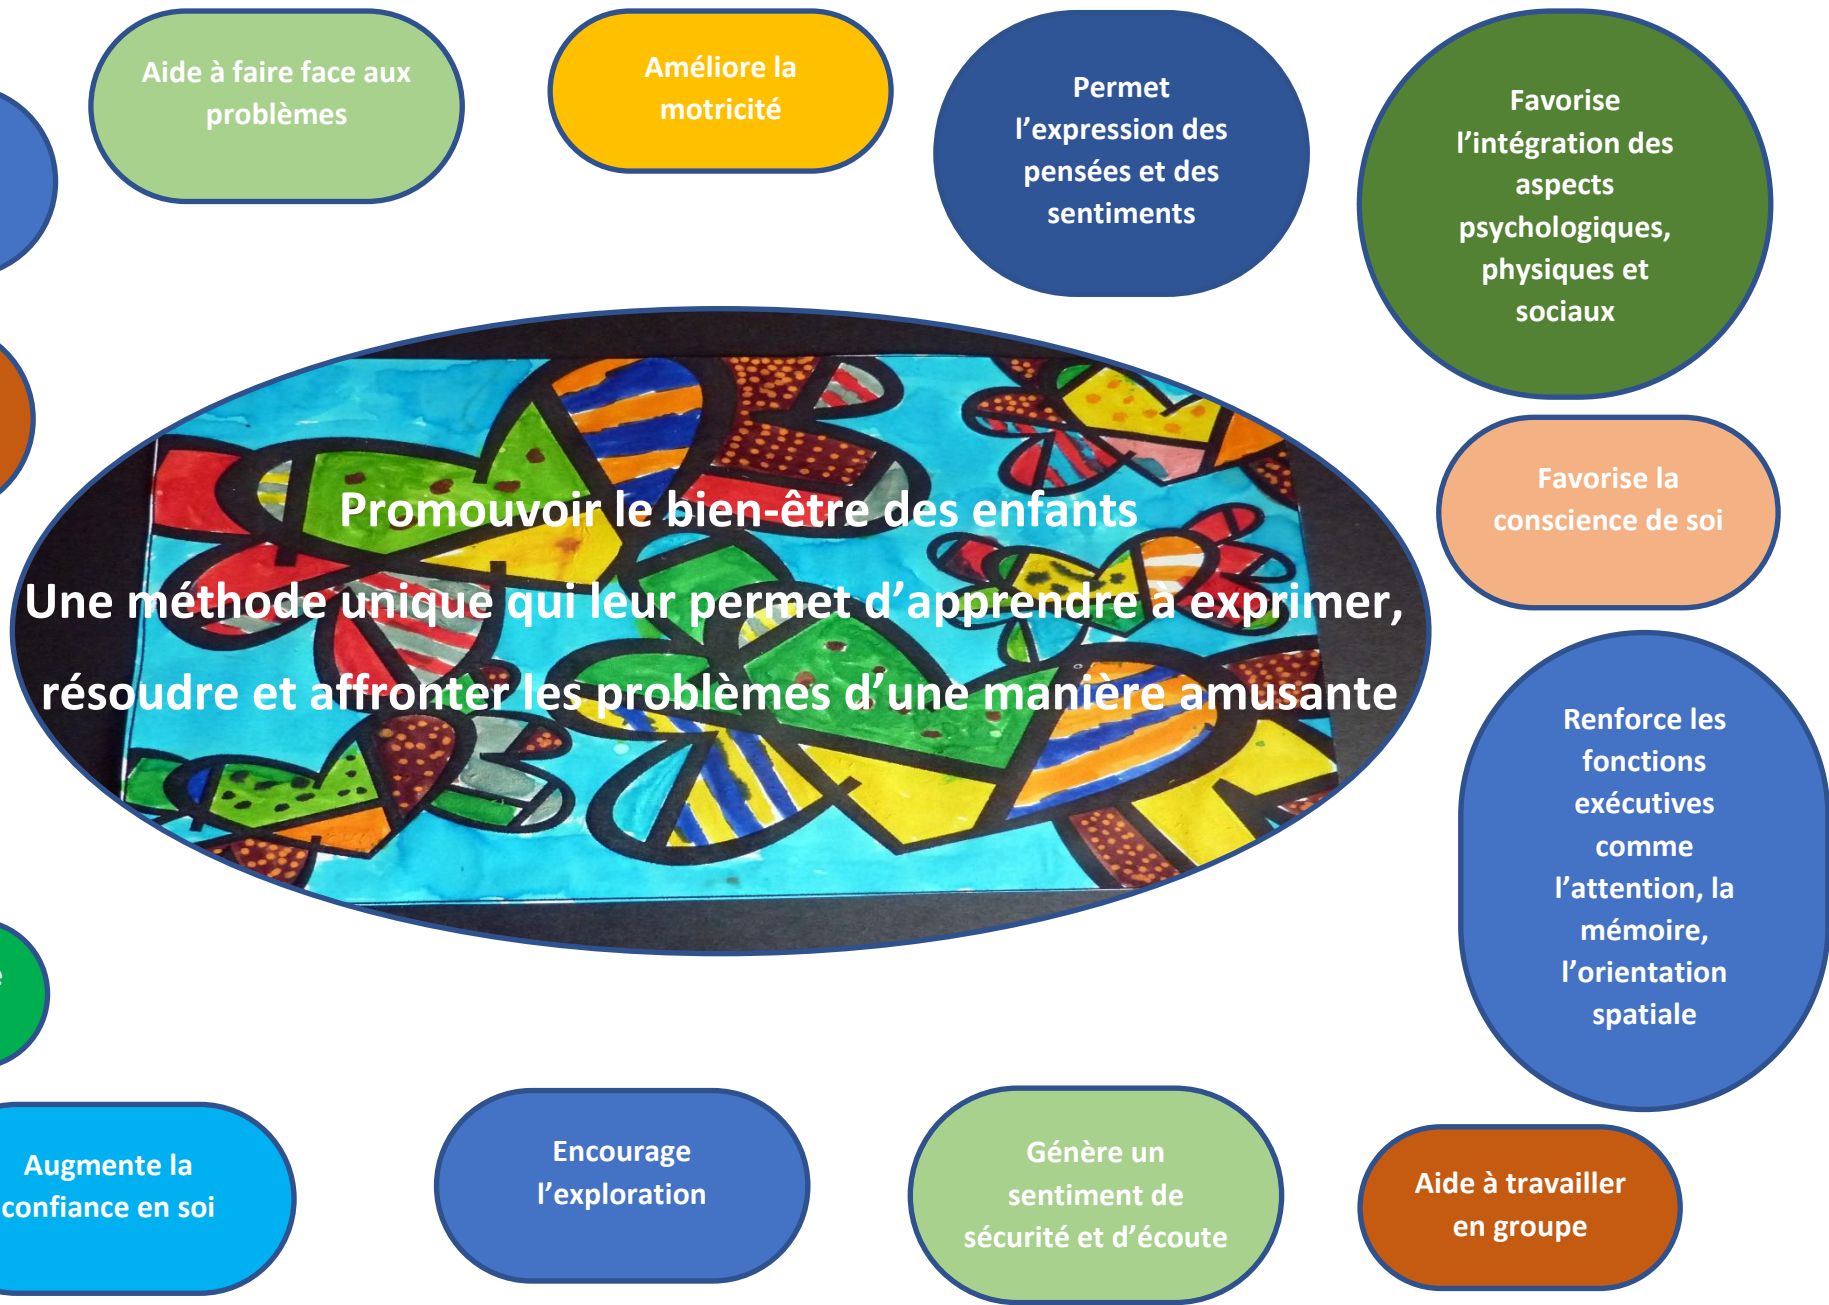 Aide à faire face aux
problèmes
Améliore la
motricité
Permet
l’expression des
pensées et des
sentiments
Favorise
l’intégration des
aspects
psychologiques,
physiques et
sociaux
Promouvoir le bien-être des enfants
Une méthode unique qui leur permet d’apprendre à exprimer,
résoudre et affronter les problèmes d’une manière amusante
Favorise la
conscience de soi
Renforce les
fonctions
exécutives
comme
l’attention, la
mémoire,
l’orientation
spatiale
Augmente la
confiance en soi
Encourage
l’exploration
Génère un
sentiment de
sécurité et d’écoute
Aide à travailler
en groupe